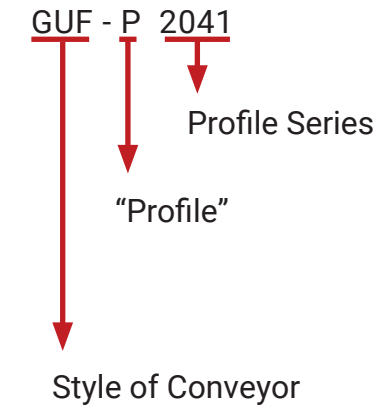 GUF - P 2041
Profile Series
“Profile”
Style of Conveyor